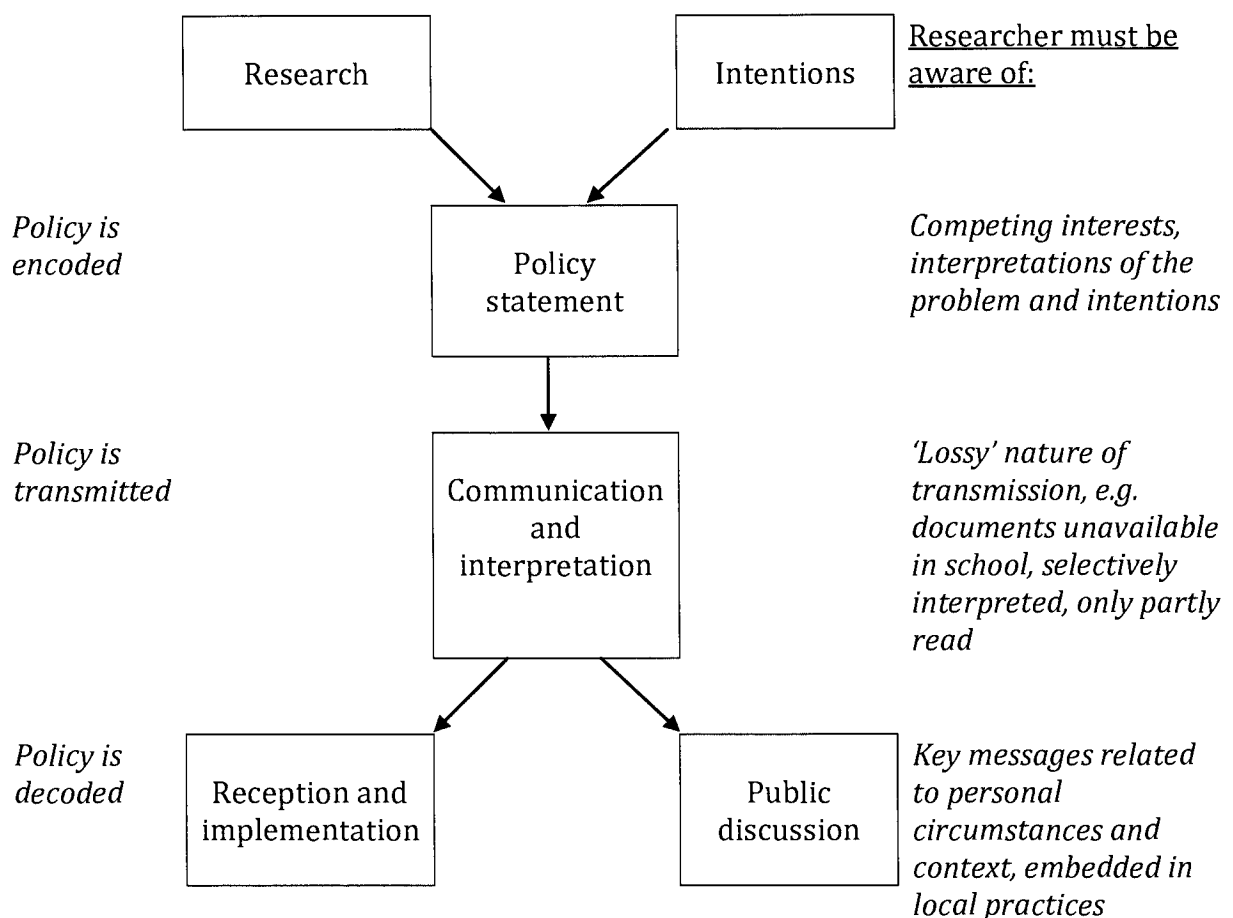 Research
Intentions
Researcher must be
aware of:
Policy is
encoded
Policy
statement
Competing interests,
interpretations of the
problem and intentions
Policy is
transmitted
Communication
and
interpretation
‘Lossy’ nature of
transmission, e.g.
documents unavailable
in school, selectively
interpreted, only partly
read
Policy is
decoded
Reception and
implementation
Public
discussion
Key messages related
to personal
circumstances and
context, embedded in
local practices